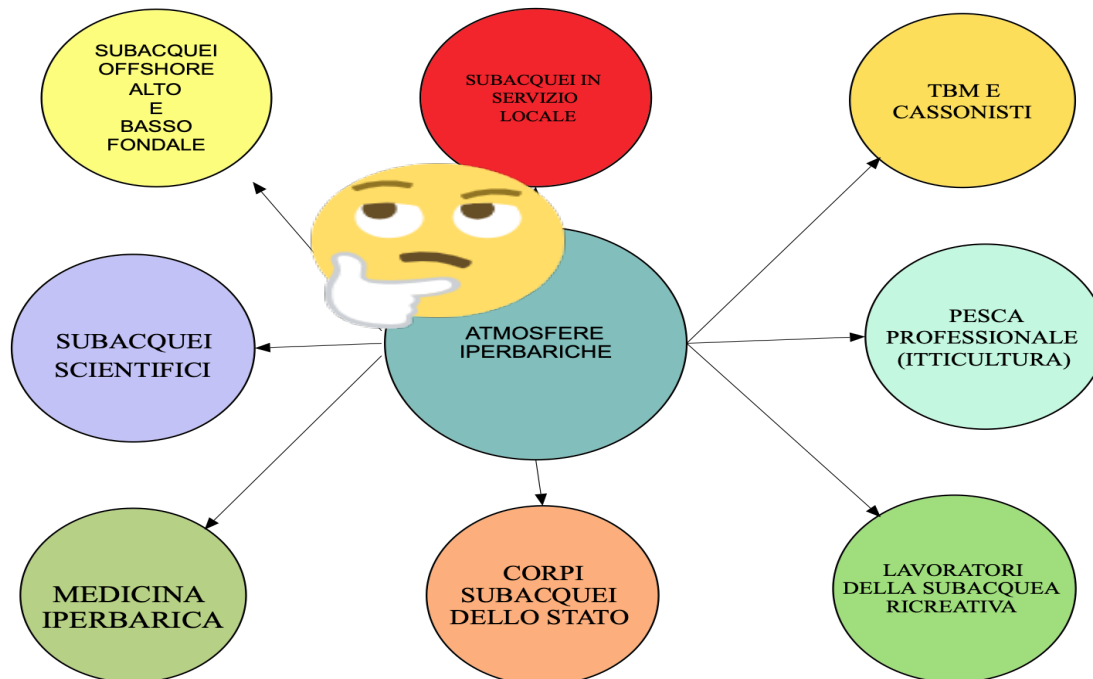 SUBACQUEI
OFFSHORE
ALTO
E
BASSO
FONDALE
SUBACQUEI IN
SERVIZIO
LOCALE
TBM E
CASSONISTI
SUBACQUEI
SCIENTIFICI
ATMOSFERE
IPERBARICHE
PESCA
PROFESSIONALE
(ITTICULTURA)
MEDICINA
IPERBARICA
CORPI
SUBACQUEI
DELLO STATO
LAVORATORI
DELLA SUBACQUEA
RICREATIVA